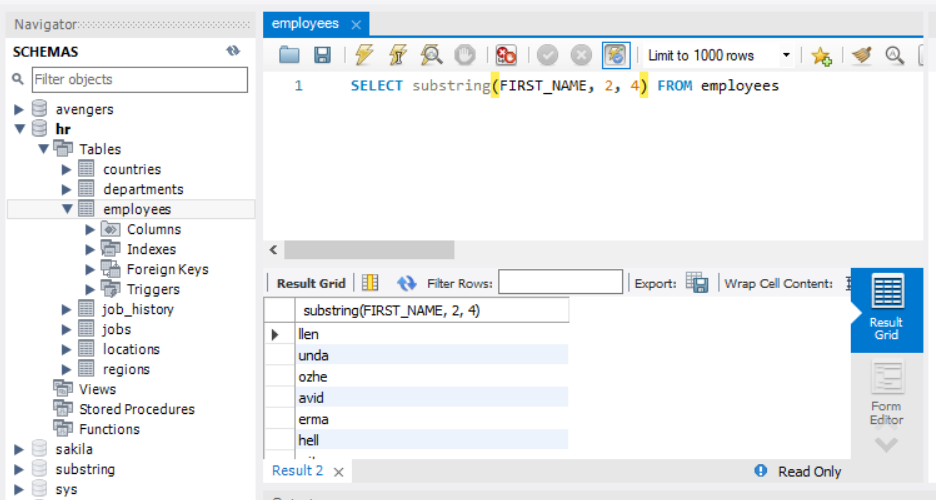 Navigator
employees ×
SCHEMAS
Filter objects
avengers
hr
Tables
countries
departments
employees
Columns
Indexes
Foreign Keys
Triggers
job_history
jobs
locations
regions
Views
Stored Procedures
Functions
sakila
substring
sys
Limit to 1000 rows
1 SELECT substring(FIRST_NAME, 2, 4) FROM employees
Result Grid Filter Rows: Export: Wrap Cell Content:
substring(FIRST_NAME, 2, 4)
llen
unda
ozhe
avid
erma
hell
Result Grid
Form Editor
Result 2 ×
Read Only